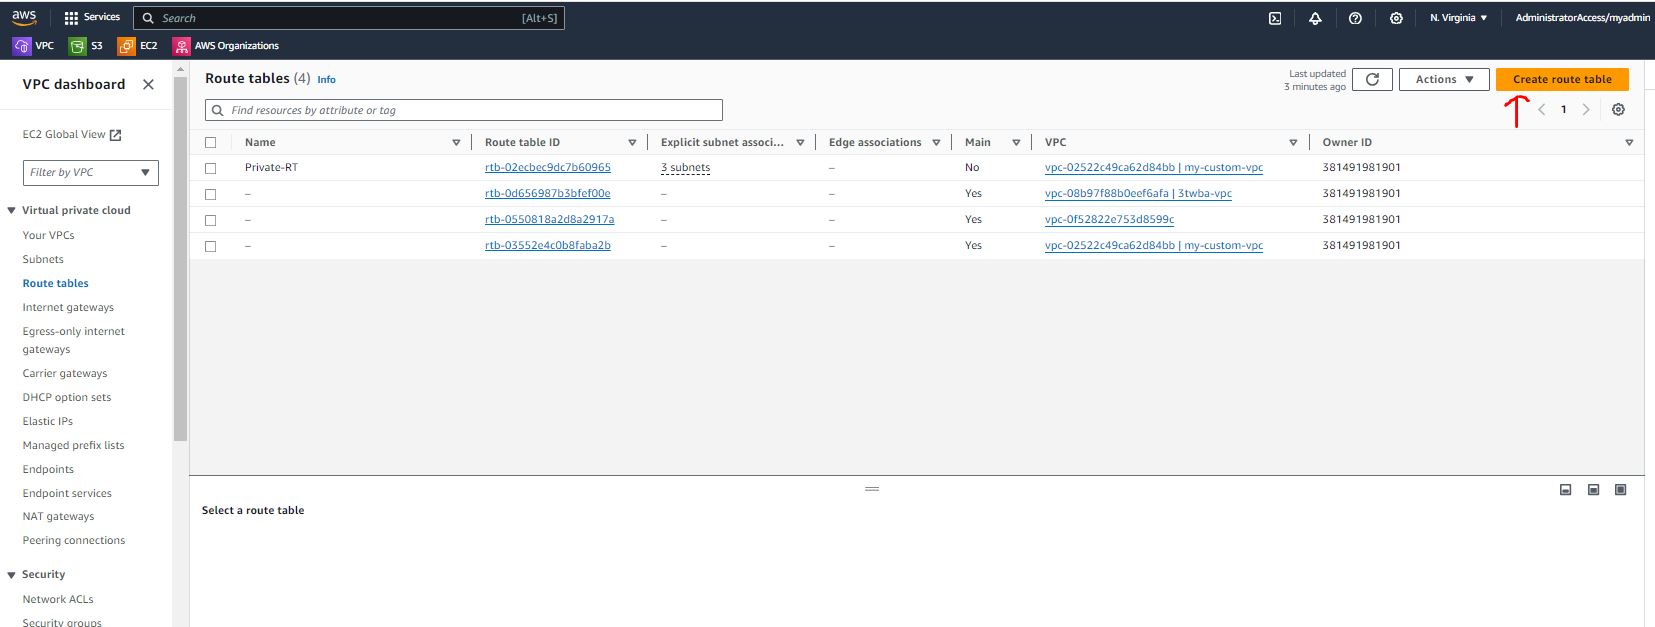 aws Services Search [Alt+S] N. Virginia AdministratorAccess/myadmin
VPC S3 EC2 AWS Organizations
VPC dashboard
EC2 Global View
Filter by VPC
Virtual private cloud
Your VPCs
Subnets
Route tables
Internet gateways
Egress-only internet
gateways
Carrier gateways
DHCP option sets
Elastic IPs
Managed prefix lists
Endpoints
Endpoint services
NAT gateways
Peering connections
Security
Network ACLs
Security groups
Route tables (4) Info
Last updated
3 minutes ago
Actions
Create route table
Find resources by attribute or tag
1
Name Route table ID Explicit subnet associ... Edge associations Main VPC Owner ID
Private-RT rtb-02ecbec9dc7b60965 3 subnets – No vpc-02522c49ca62d84bb | my-custom-vpc 381491981901
– rtb-0d656987b3bfef00e – – Yes vpc-08b97f88b0eef6afa | 3twba-vpc 381491981901
– rtb-0550818a2d8a2917a – – Yes vpc-0f52822e753d8599c 381491981901
– rtb-03552e4c0b8faba2b – – Yes vpc-02522c49ca62d84bb | my-custom-vpc 381491981901
Select a route table